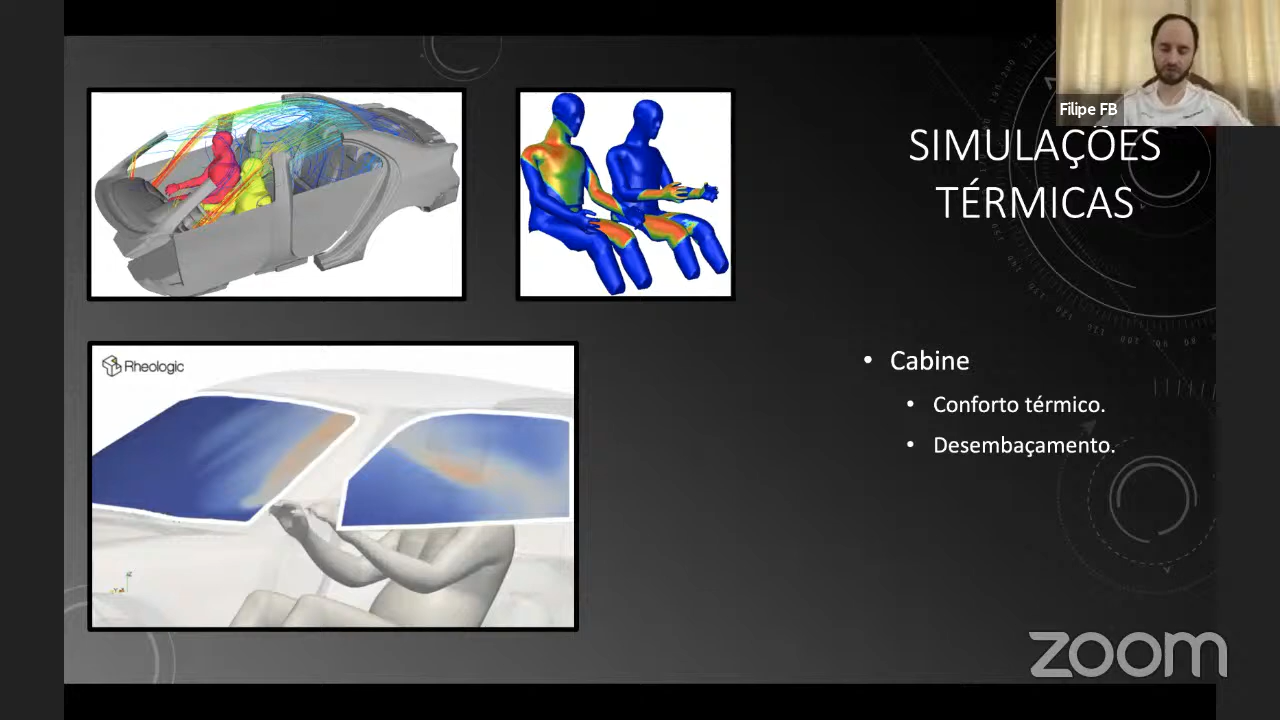 Filipe FB
SIMULAÇÕES
TÉRMICAS
Rheologic
• Cabine
• Conforto térmico.
• Desembaçamento.
zoom